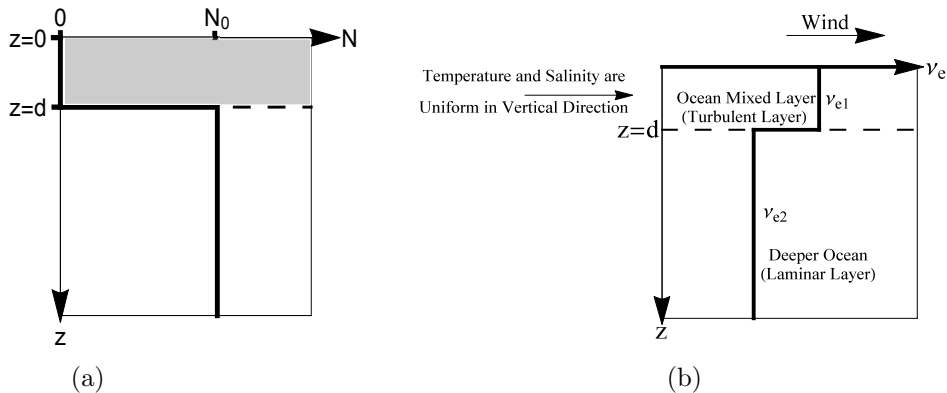 0 N₀
z=0 N
z=d
z
(a)
Wind
νe
Temperature and Salinity are
Uniform in Vertical Direction
Ocean Mixed Layer
(Turbulent Layer)
νe1
z=d
νe2
Deeper Ocean
(Laminar Layer)
z
(b)